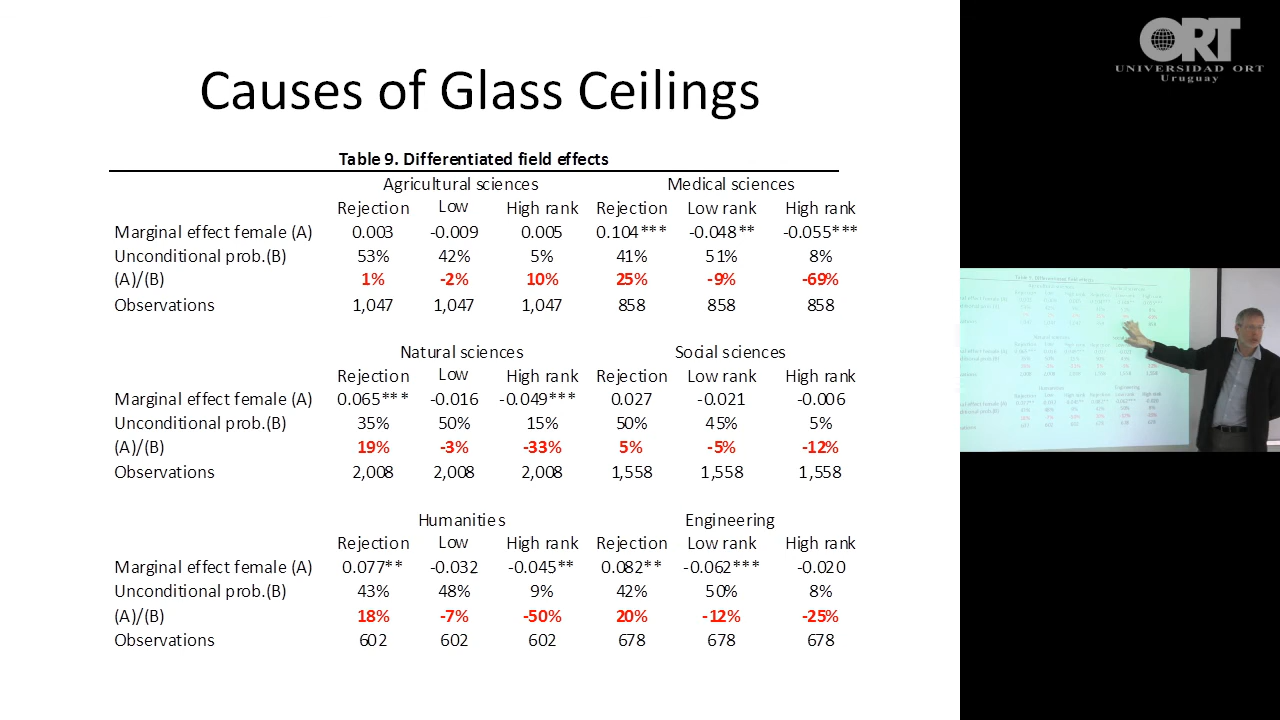 Causes of Glass Ceilings
Table 9. Differentiated field effects
Agricultural sciences Medical sciences
Rejection Low High rank Rejection Low rank High rank
Marginal effect female (A) 0.003 -0.009 0.005 0.104*** -0.048** -0.055***
Unconditional prob.(B) 53% 42% 5% 41% 51% 8%
(A)/(B) 1% -2% 10% 25% -9% -69%
Observations 1,047 1,047 1,047 858 858 858
Natural sciences Social sciences
Rejection Low High rank Rejection Low rank High rank
Marginal effect female (A) 0.065*** -0.016 -0.049*** 0.027 -0.021 -0.006
Unconditional prob.(B) 35% 50% 15% 50% 45% 5%
(A)/(B) 19% -3% -33% 5% -5% -12%
Observations 2,008 2,008 2,008 1,558 1,558 1,558
Humanities Engineering
Rejection Low High rank Rejection Low rank High rank
Marginal effect female (A) 0.077** -0.032 -0.045** 0.082** -0.062*** -0.020
Unconditional prob.(B) 43% 48% 9% 42% 50% 8%
(A)/(B) 18% -7% -50% 20% -12% -25%
Observations 602 602 602 678 678 678
ORT
UNIVERSIDAD ORT
Uruguay